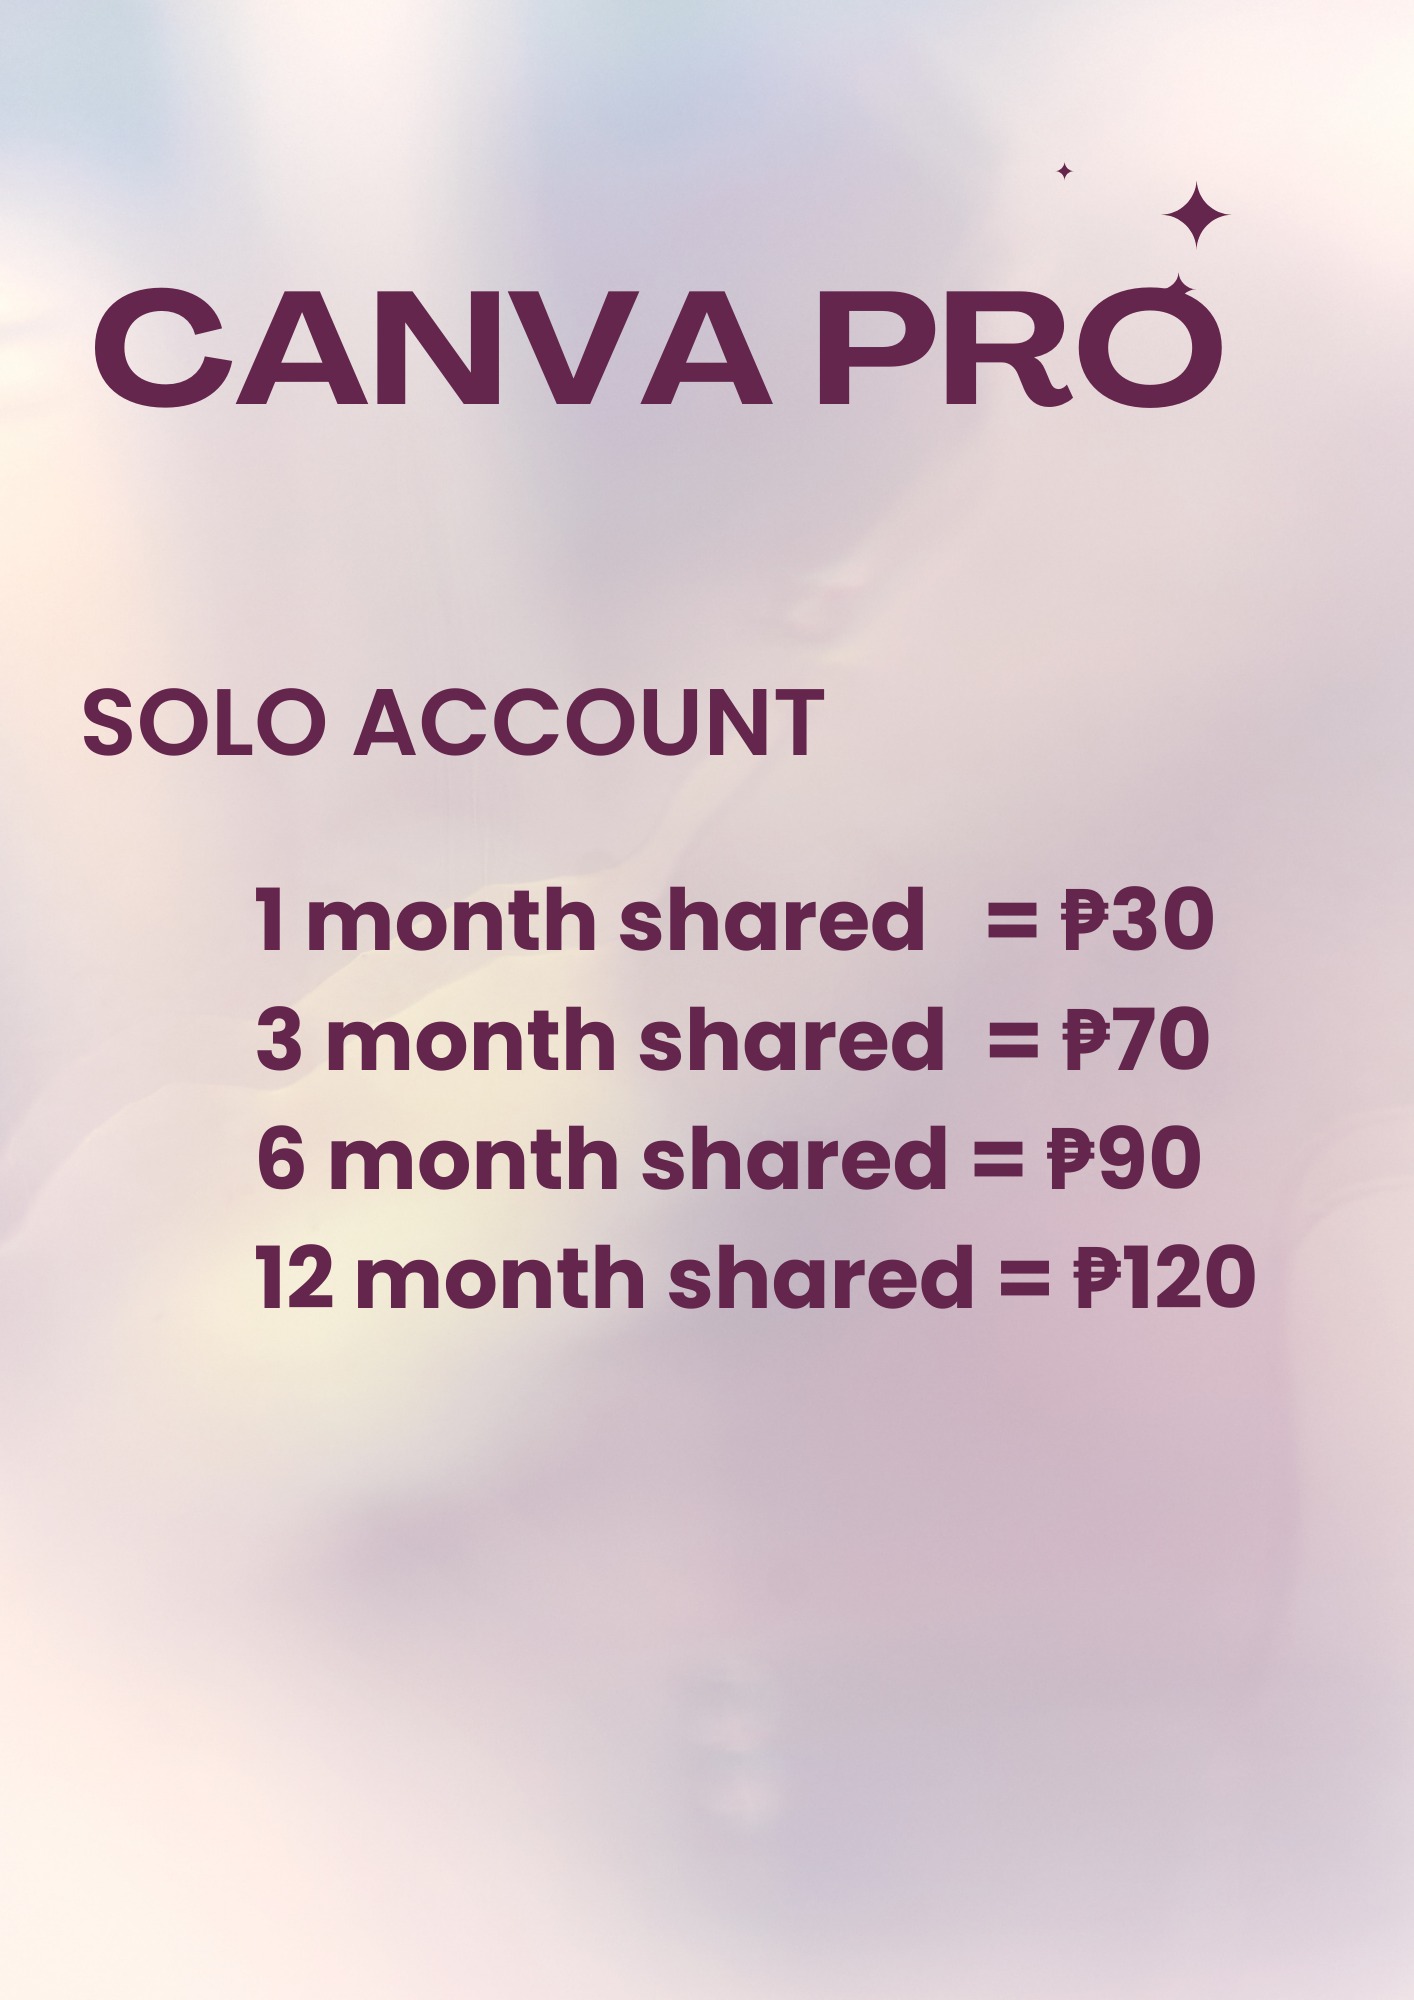 CANVA PRO
SOLO ACCOUNT
1 month shared = ₱30
3 month shared = ₱70
6 month shared = ₱90
12 month shared = ₱120